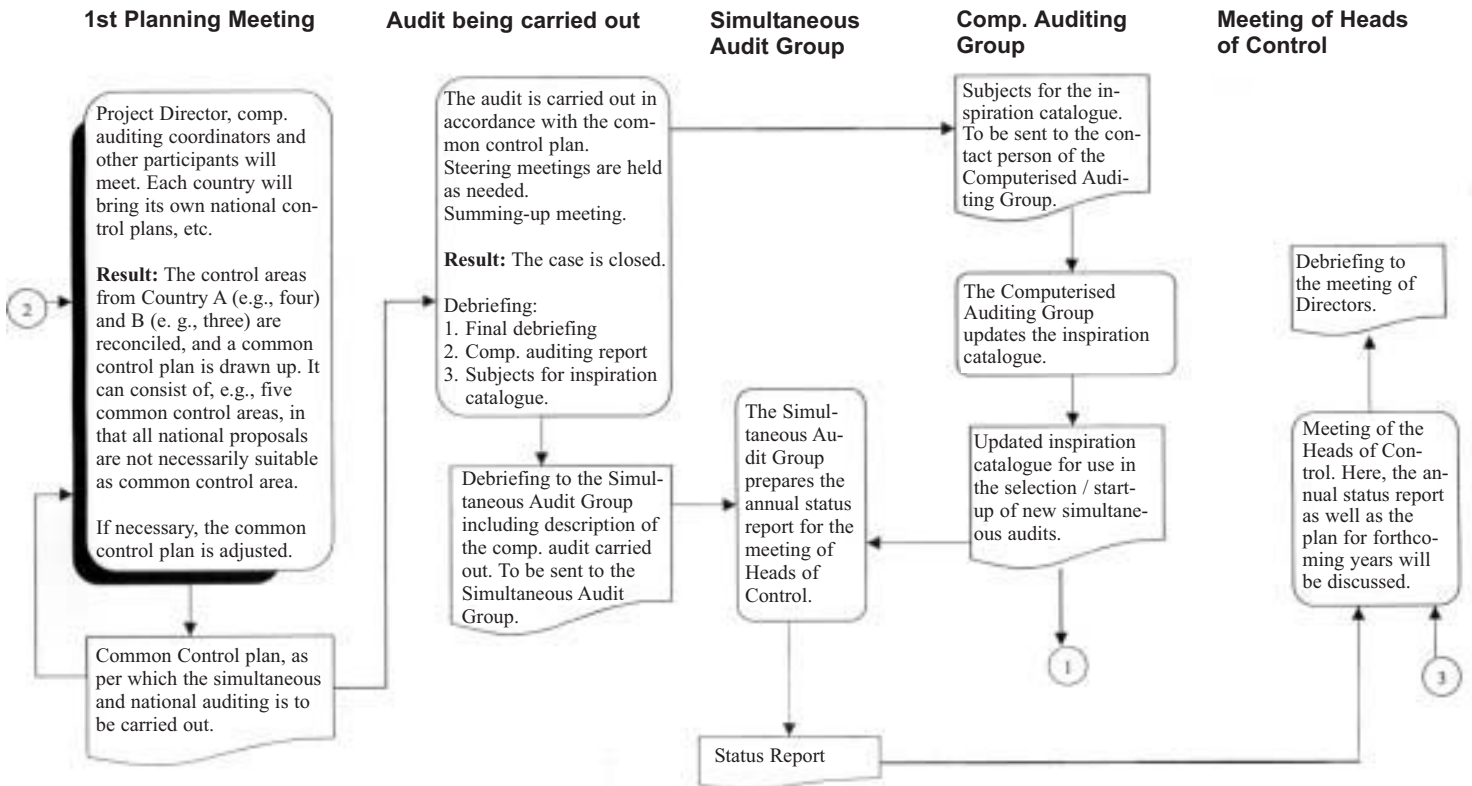 1st Planning Meeting
Audit being carried out
Simultaneous
Audit Group
Comp. Auditing
Group
Meeting of Heads
of Control
Project Director, comp.
auditing coordinators and
other participants will
meet. Each country will
bring its own national con-
trol plans, etc.
Result: The control areas
from Country A (e.g., four)
and B (e. g., three) are
reconciled, and a common
control plan is drawn up. It
can consist of, e.g., five
common control areas, in
that all national proposals
are not necessarily suitable
as common control area.
If necessary, the common
control plan is adjusted.
2
Common Control plan, as
per which the simultaneous
and national auditing is to
be carried out.
The audit is carried out in
accordance with the com-
mon control plan.
Steering meetings are held
as needed.
Summing-up meeting.
Result: The case is closed.
Debriefing:
1. Final debriefing
2. Comp. auditing report
3. Subjects for inspiration
catalogue.
Debriefing to the Simul-
taneous Audit Group
including description of
the comp. audit carried
out. To be sent to the
Simultaneous Audit
Group.
The Simul-
taneous Au-
dit Group
prepares the
annual status
report for the
meeting of
Heads of
Control.
Status Report
Subjects for the in-
spiration catalogue.
To be sent to the con-
tact person of the
Computerised Audi-
ting Group.
The Computerised
Auditing Group
updates the inspiration
catalogue.
Updated inspiration
catalogue for use in
the selection / start-
up of new simultane-
ous audits.
1
Debriefing to
the meeting of
Directors.
Meeting of the
Heads of Con-
trol. Here, the an-
nual status report
as well as the
plan for forthco-
ming years will
be discussed.
3